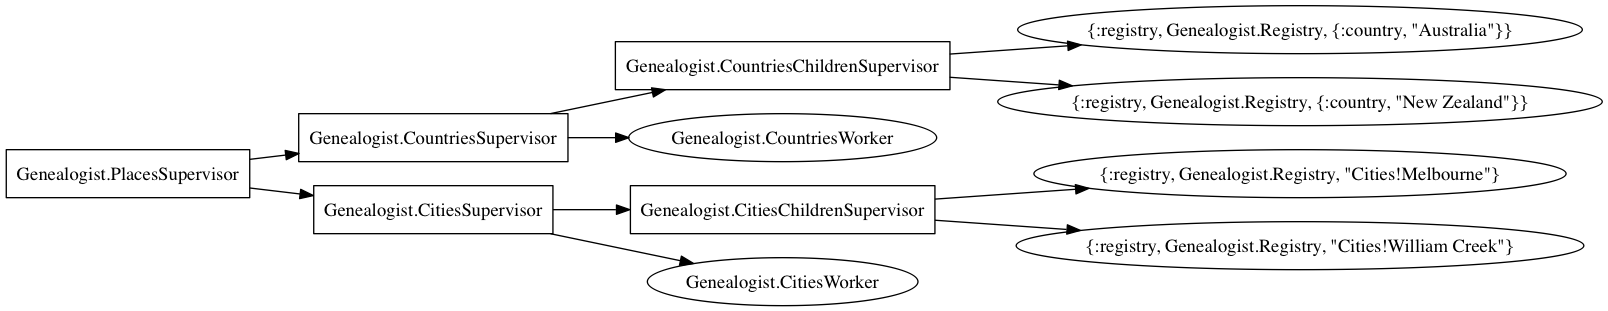 {:registry, Genealogist.Registry, {:country, "Australia"}}
Genealogist.CountriesChildrenSupervisor
{:registry, Genealogist.Registry, {:country, "New Zealand"}}
Genealogist.CountriesSupervisor
Genealogist.CountriesWorker
Genealogist.PlacesSupervisor
{:registry, Genealogist.Registry, "Cities!Melbourne"}
Genealogist.CitiesSupervisor
Genealogist.CitiesChildrenSupervisor
{:registry, Genealogist.Registry, "Cities!William Creek"}
Genealogist.CitiesWorker